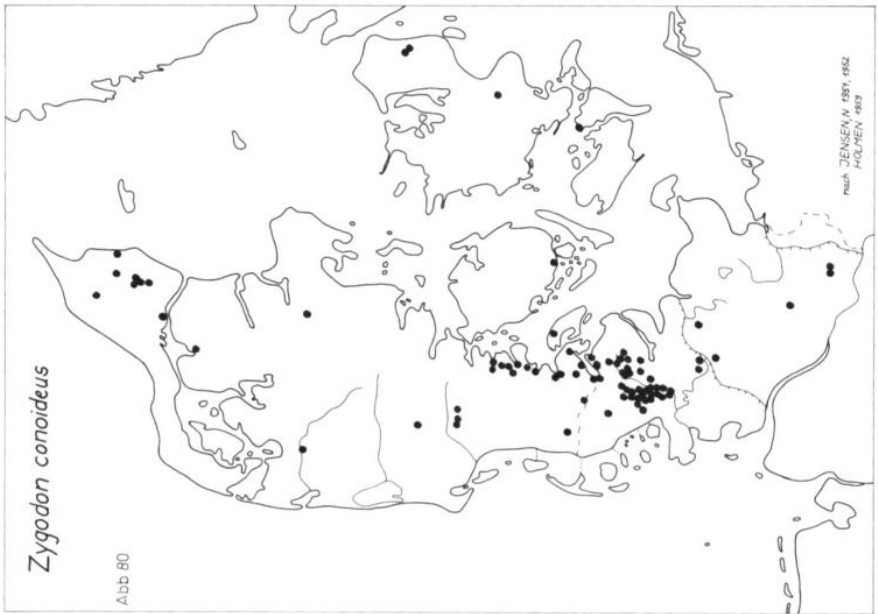 Zygodon conoideus
Abb 80
nach JENSEN, N 1951, 1952
HOLMEN 1959